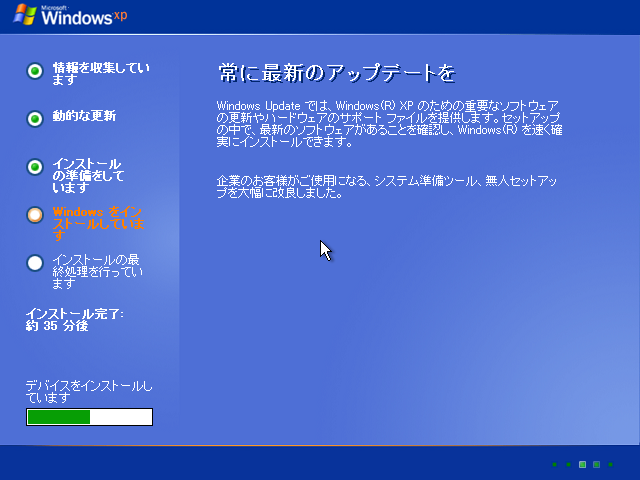 Microsoft
Windows xp
情報を収集してい
ます
動的な更新
インストール
の準備をして
います
Windows をイン
ストールしていま
す
インストールの最
終処理を行ってい
ます
インストール完了:
約 35 分後
デバイスをインストールし
ています
常に最新のアップデートを
Windows Update では、Windows(R) XP のための重要なソフトウェア
の更新やハードウェアのサポート ファイルを提供します。セットアップ
の中で、最新のソフトウェアがあることを確認し、Windows(R) を速く確
実にインストールできます。
企業のお客様がご使用になる、システム準備ツール、無人セットアッ
プを大幅に改良しました。